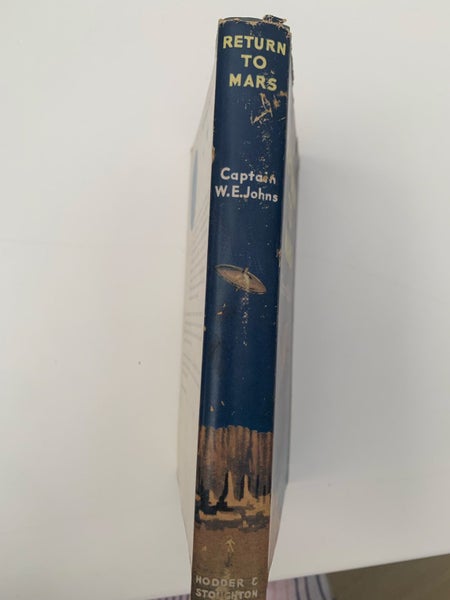 RETURN
TO
MARS
Captain
W.E.Johns
HODDER &
STOUGHTON